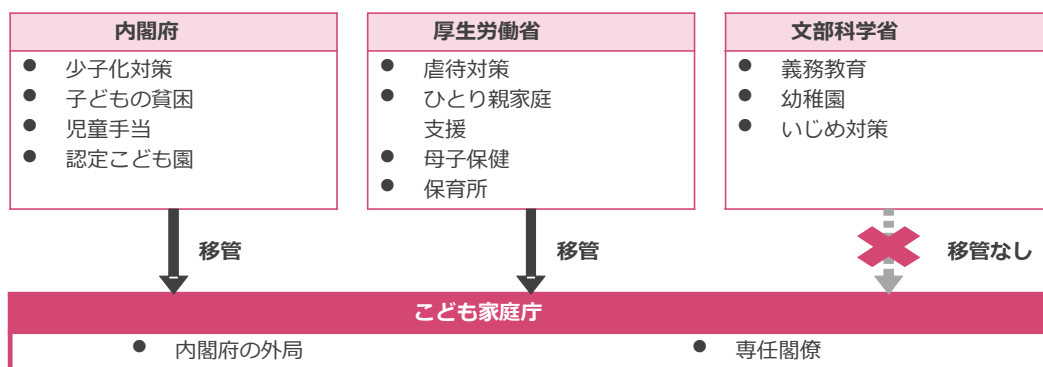 内閣府
● 少子化対策
● 子どもの貧困
● 児童手当
● 認定こども園
厚生労働省
● 虐待対策
● ひとり親家庭
支援
● 母子保健
● 保育所
文部科学省
● 義務教育
● 幼稚園
● いじめ対策
移管
移管
移管なし
こども家庭庁
● 内閣府の外局
● 専任閣僚